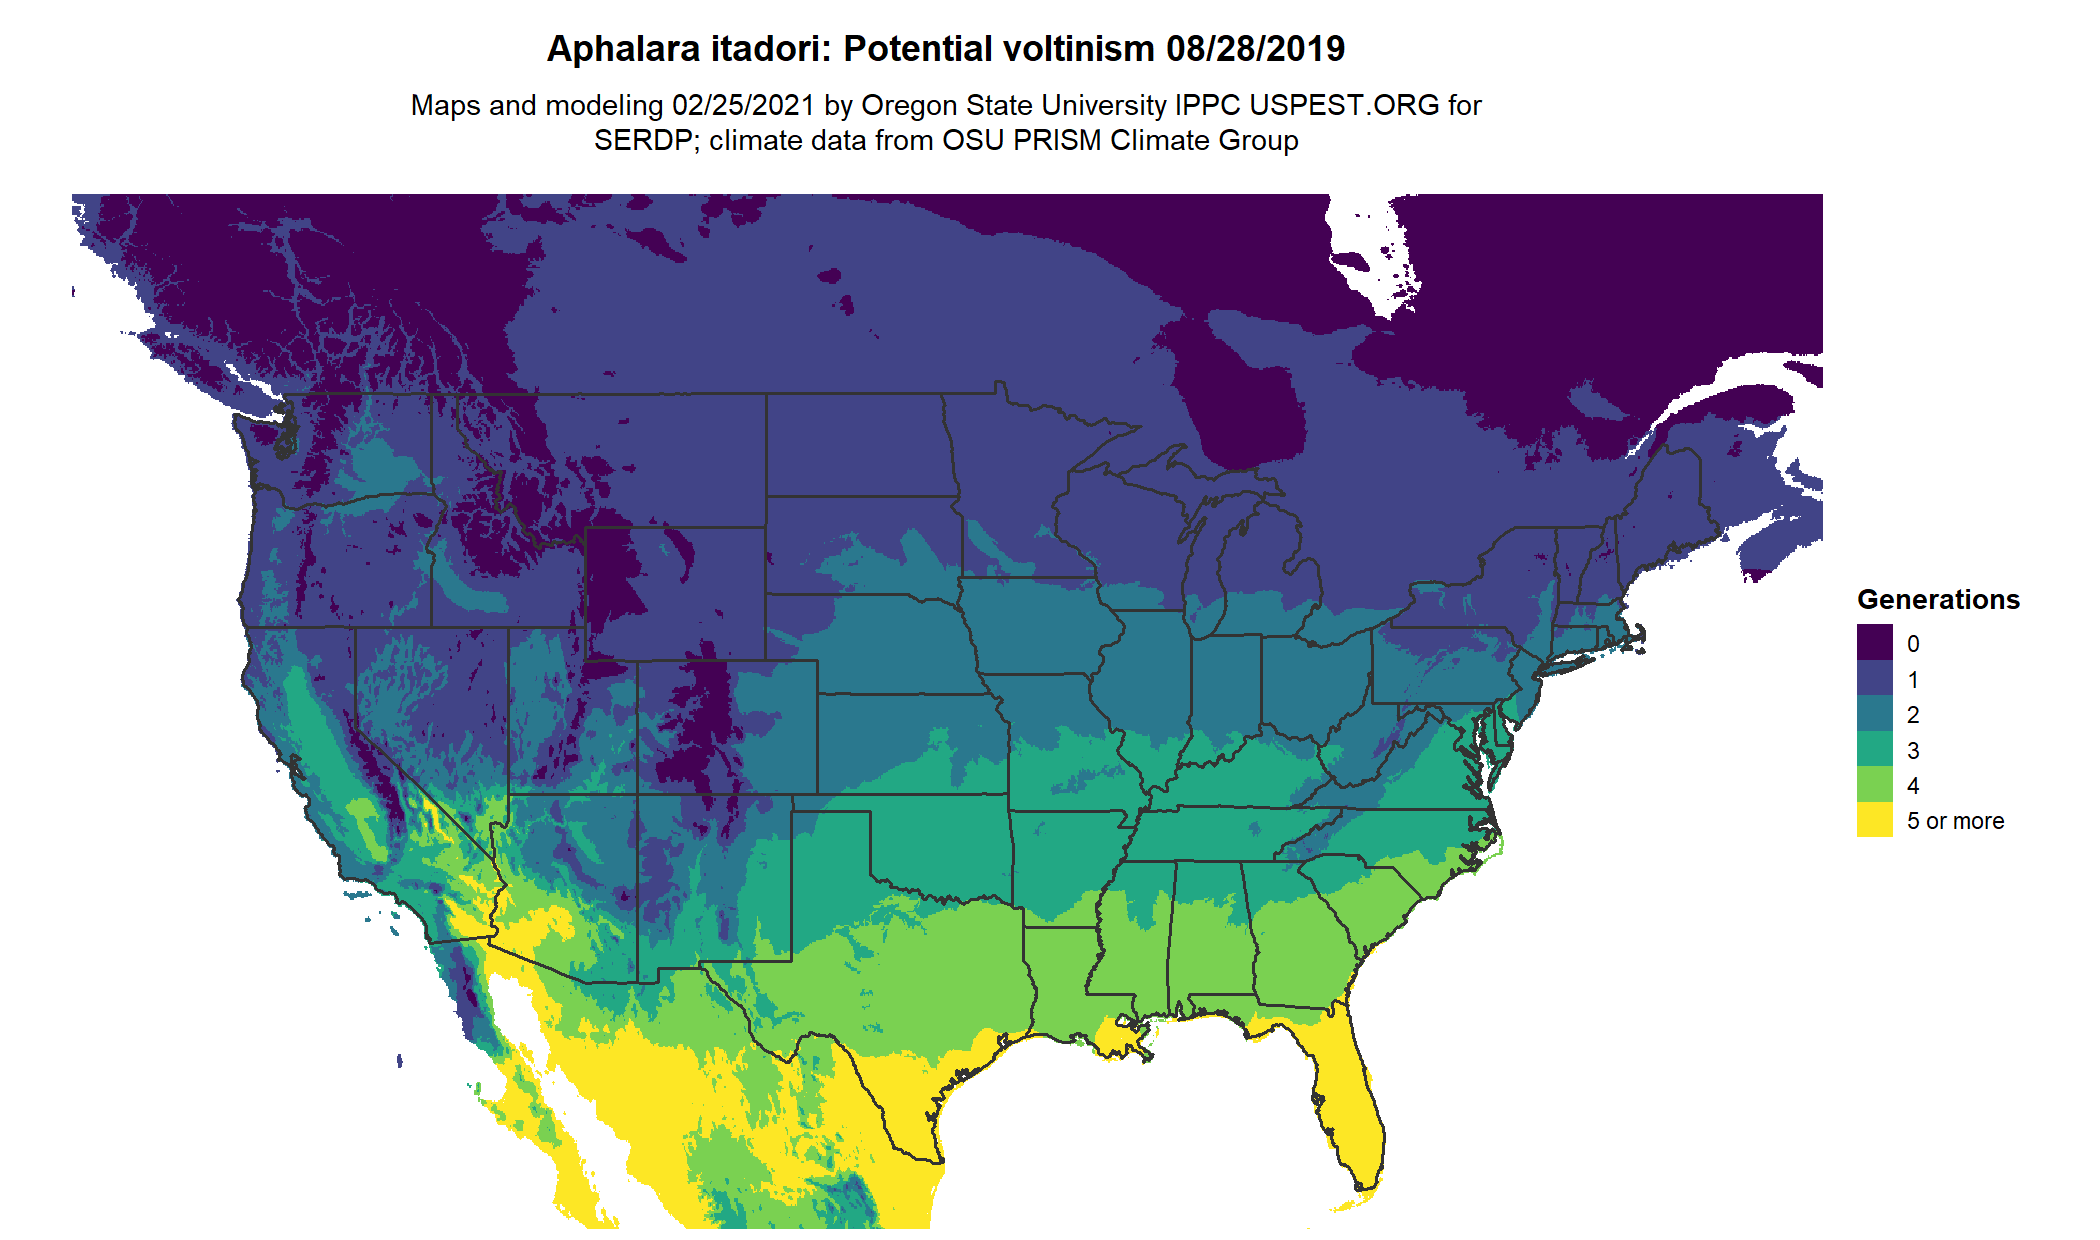 Aphalara itadori: Potential voltinism 08/28/2019
Maps and modeling 02/25/2021 by Oregon State University IPPC USPEST.ORG for
SERDP; climate data from OSU PRISM Climate Group
Generations
0
1
2
3
4
5 or more